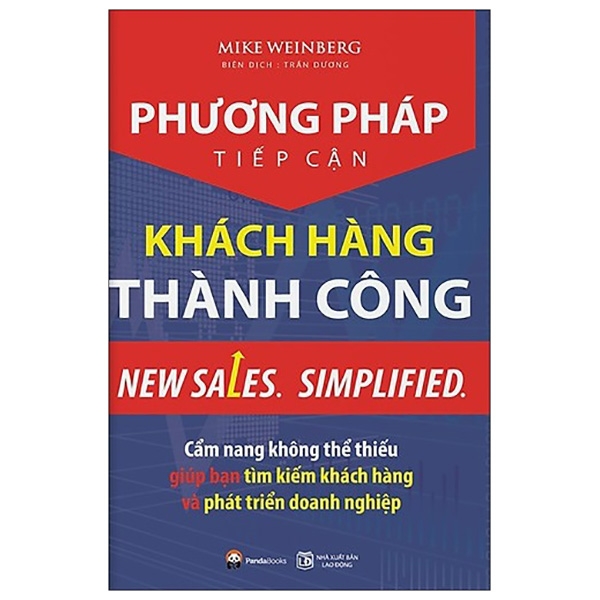 MIKE WEINBERG
BIÊN DỊCH : TRẦN DƯƠNG
PHƯƠNG PHÁP
TIẾP CẬN
KHÁCH HÀNG
THÀNH CÔNG
NEW SALES. SIMPLIFIED.
Cẩm nang không thể thiếu
giúp bạn tìm kiếm khách hàng
và phát triển doanh nghiệp
PandaBooks
LĐ
NHÀ XUẤT BẢN
LAO ĐỘNG